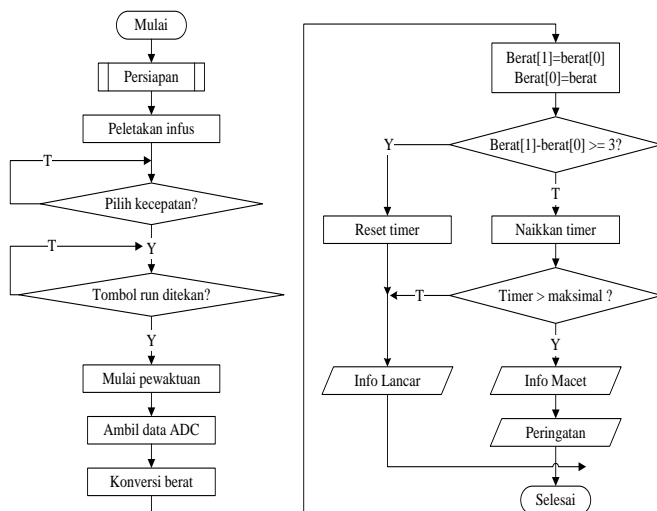 Mulai
Persiapan
Peletakan infus
T
Pilih kecepatan?
Y
T
Tombol run ditekan?
Y
Mulai pewaktuan
Ambil data ADC
Konversi berat
Berat[1]=berat[0]
Berat[0]=berat
Y
Berat[1]-berat[0] >= 3?
T
Reset timer
Naikkan timer
T
Timer > maksimal ?
Y
Info Lancar
Info Macet
Peringatan
Selesai